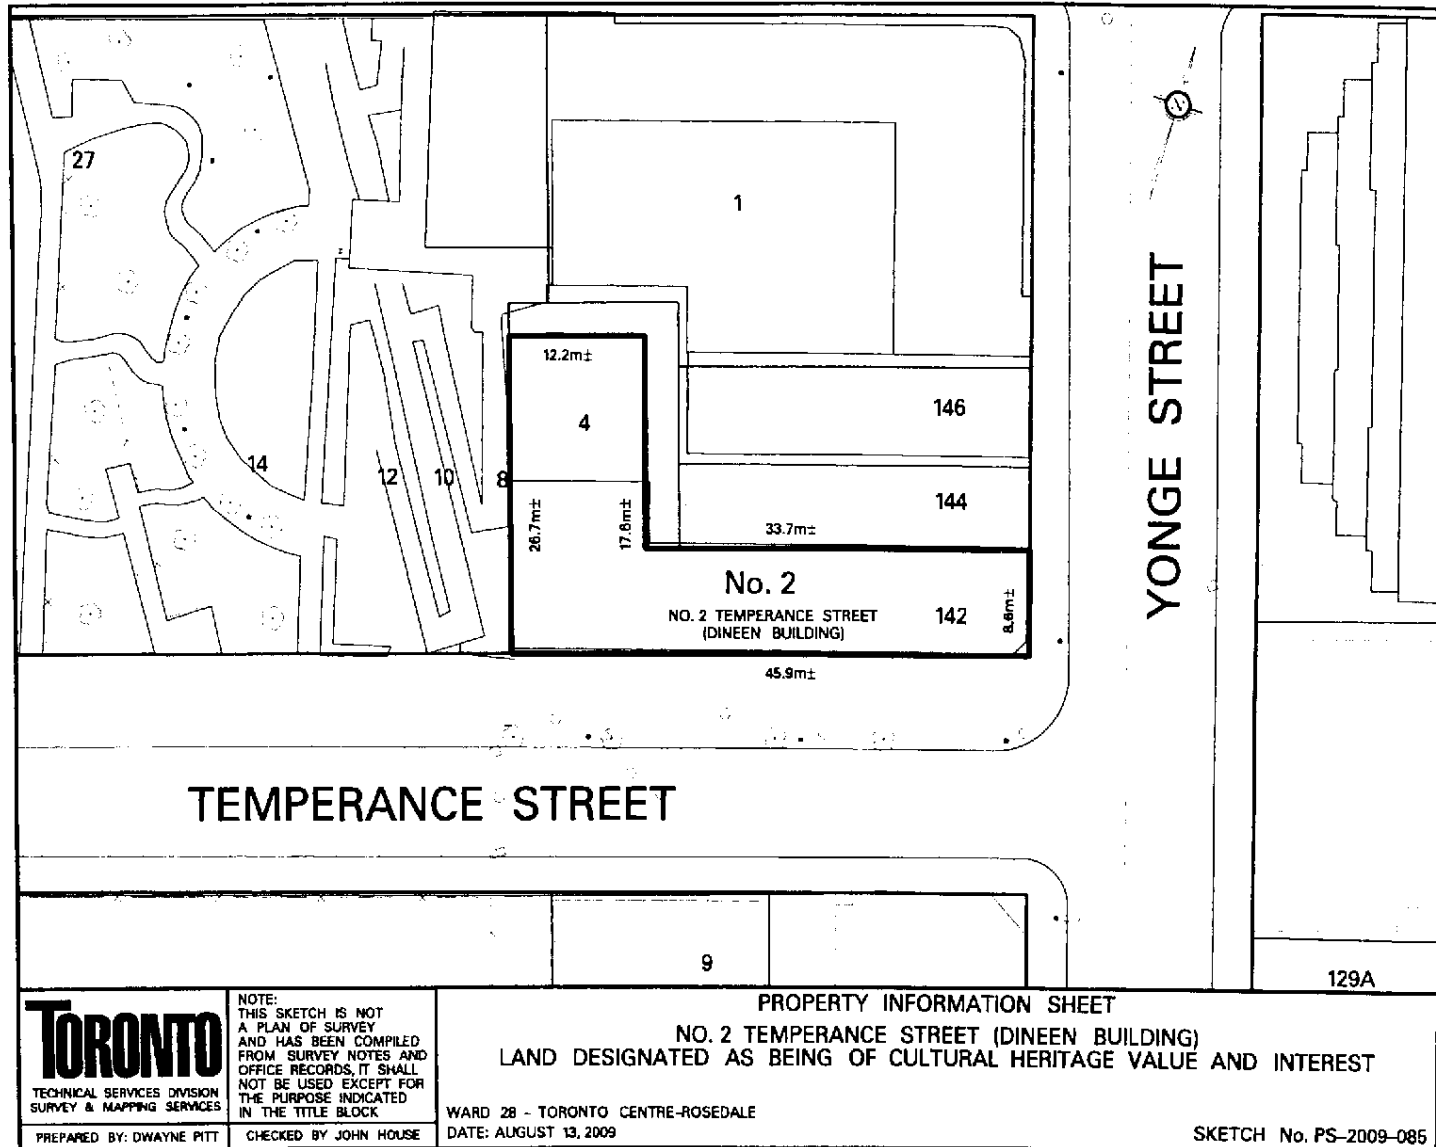 27
1
YONGE STREET
12.2m±
4
146
14
12
10
8
144
26.7m±
17.6m±
33.7m±
No. 2
NO. 2 TEMPERANCE STREET
(DINEEN BUILDING)
142
8.6m±
45.9m±
TEMPERANCE STREET
9
129A
TORONTO
TECHNICAL SERVICES DIVISION
SURVEY & MAPPING SERVICES
PREPARED BY: DWAYNE PITT
NOTE:
THIS SKETCH IS NOT
A PLAN OF SURVEY
AND HAS BEEN COMPILED
FROM SURVEY NOTES AND
OFFICE RECORDS, IT SHALL
NOT BE USED EXCEPT FOR
THE PURPOSE INDICATED
IN THE TITLE BLOCK
CHECKED BY JOHN HOUSE
PROPERTY INFORMATION SHEET
NO. 2 TEMPERANCE STREET (DINEEN BUILDING)
LAND DESIGNATED AS BEING OF CULTURAL HERITAGE VALUE AND INTEREST
WARD 28 - TORONTO CENTRE-ROSEDALE
DATE: AUGUST 13, 2009
SKETCH No. PS-2009-085